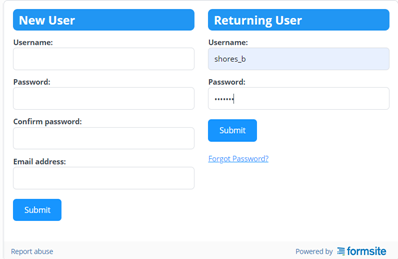 New User
Username:
Password:
Confirm password:
Email address:
Submit
Returning User
Username:
shores_b
Password:
•••••••
Submit
Forgot Password?
Report abuse
Powered by formsite